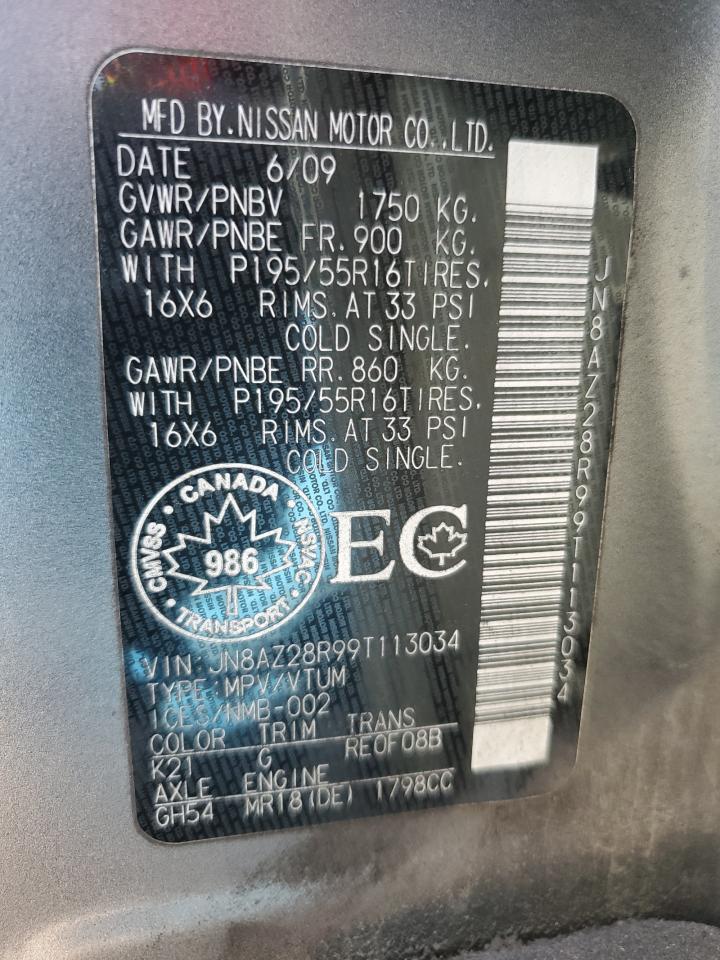 MFD BY.NISSAN MOTOR CO.,LTD.
DATE 6/09
GVWR/PNBV 1750 KG.
GAWR/PNBE FR.900 KG.
WITH P195/55R16TIRES.
16X6 RIMS.AT 33 PSI
COLD SINGLE.
GAWR/PNBE RR.860 KG.
WITH P195/55R16TIRES.
16X6 RIMS.AT 33 PSI
COLD SINGLE.
CANADA
CMVSS · NSVAC
986
TRANSPORT
EC
VIN:JN8AZ28R99T113034
TYPE:MPV/VTUM
ICES/NMB-002
COLOR TRIM TRANS
K21 G RE0F08B
AXLE ENGINE
GH54 MR18(DE) 1798CC
JN8AZ28R99T113034